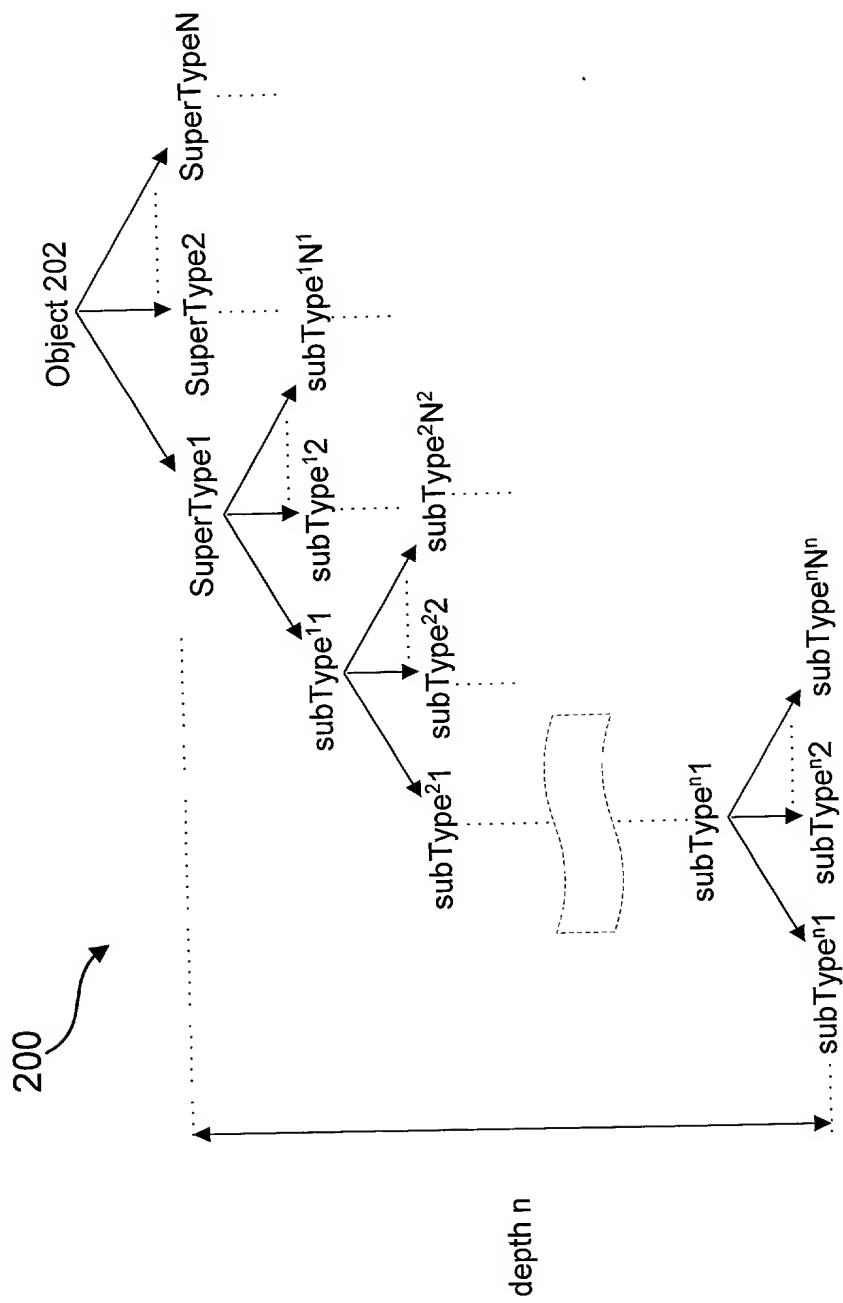 200
Object 202
SuperType1 SuperType2 SuperTypeN
subType¹1 subType¹2 subType¹N¹
subType²1 subType²2 subType²N²
subTypeⁿ1
subTypeⁿ1 subTypeⁿ2 subTypeⁿNⁿ
depth n